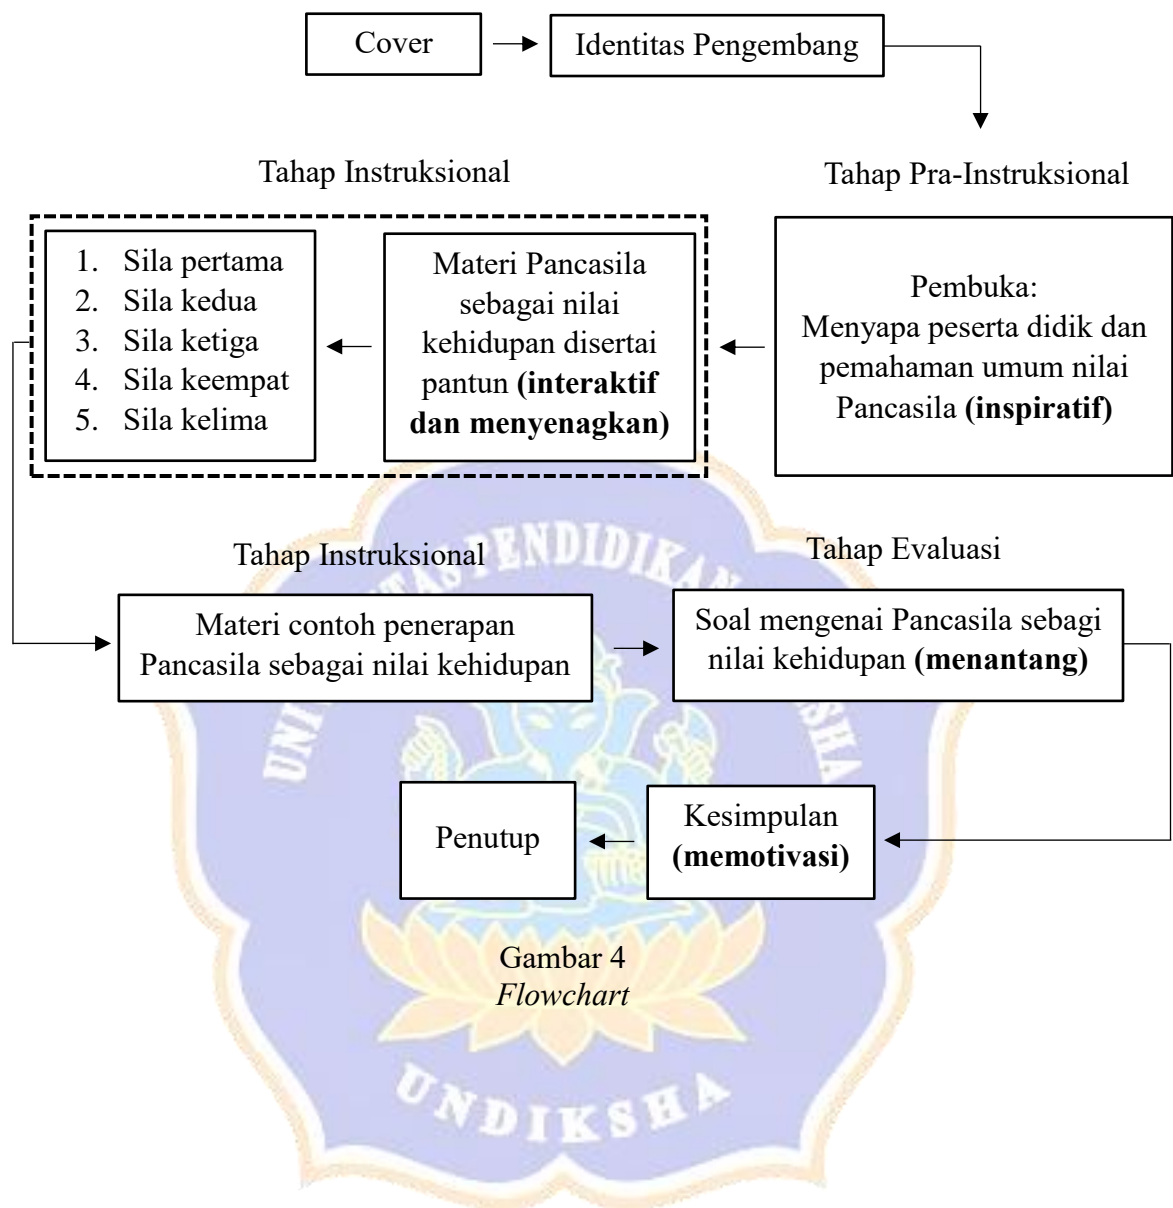 Cover
Identitas Pengembang
Tahap Pra-Instruksional
Pembuka:
Menyapa peserta didik dan
pemahaman umum nilai
Pancasila (inspiratif)
Tahap Instruksional
Materi Pancasila
sebagai nilai
kehidupan disertai
pantun (interaktif
dan menyenagkan)
1. Sila pertama
2. Sila kedua
3. Sila ketiga
4. Sila keempat
5. Sila kelima
Tahap Instruksional
Materi contoh penerapan
Pancasila sebagai nilai kehidupan
Tahap Evaluasi
Soal mengenai Pancasila sebagi
nilai kehidupan (menantang)
Kesimpulan
(memotivasi)
Penutup
Gambar 4
Flowchart
UNDIKSHA